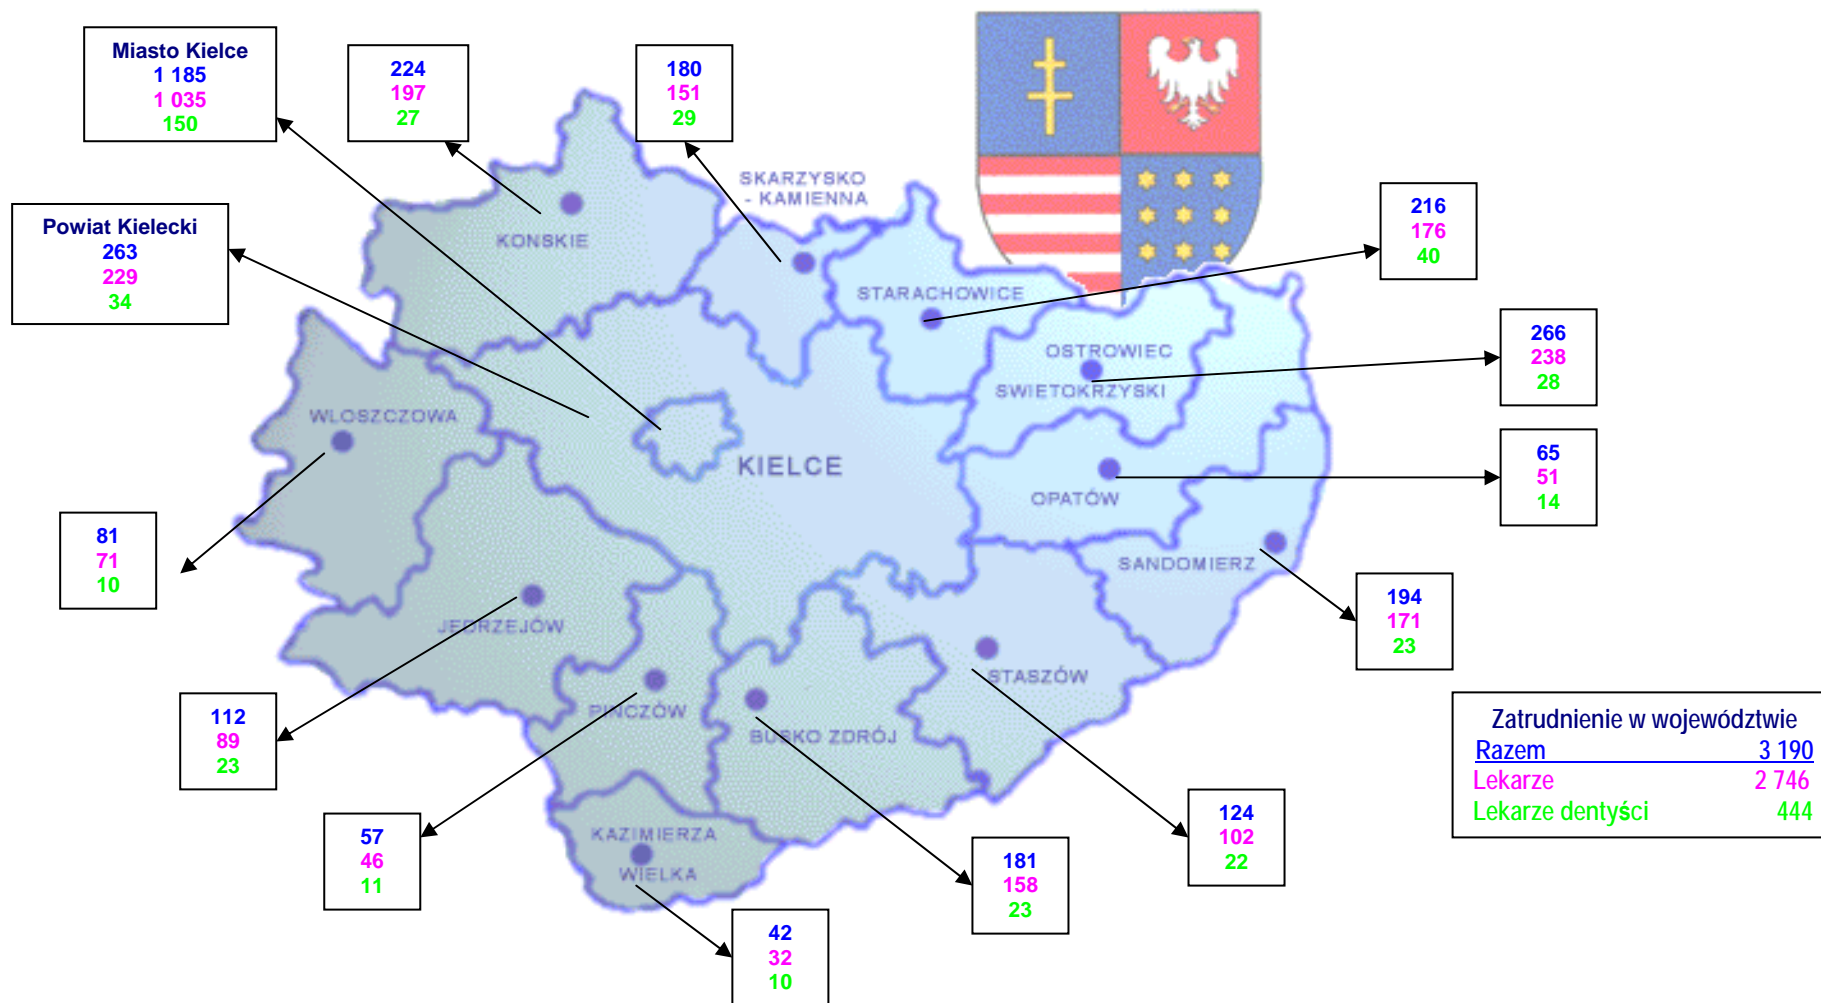 Miasto Kielce
1 185
1 035
150
224
197
27
180
151
29
SKARZYSKO
- KAMIENNA
216
176
40
Powiat Kielecki
263
229
34
KONSKIE
STARACHOWICE
266
238
28
OSTROWIEC
SWIETOKRZYSKI
WLOSZCZOWA
KIELCE
65
51
14
OPATÓW
81
71
10
SANDOMIERZ
194
171
23
JEDRZEJÓW
STASZÓW
112
89
23
PINCZÓW
BUSKO ZDRÓJ
Zatrudnienie w województwie
Razem 3 190
Lekarze 2 746
Lekarze dentyści 444
57
46
11
KAZIMIERZA
WIELKA
124
102
22
181
158
23
42
32
10